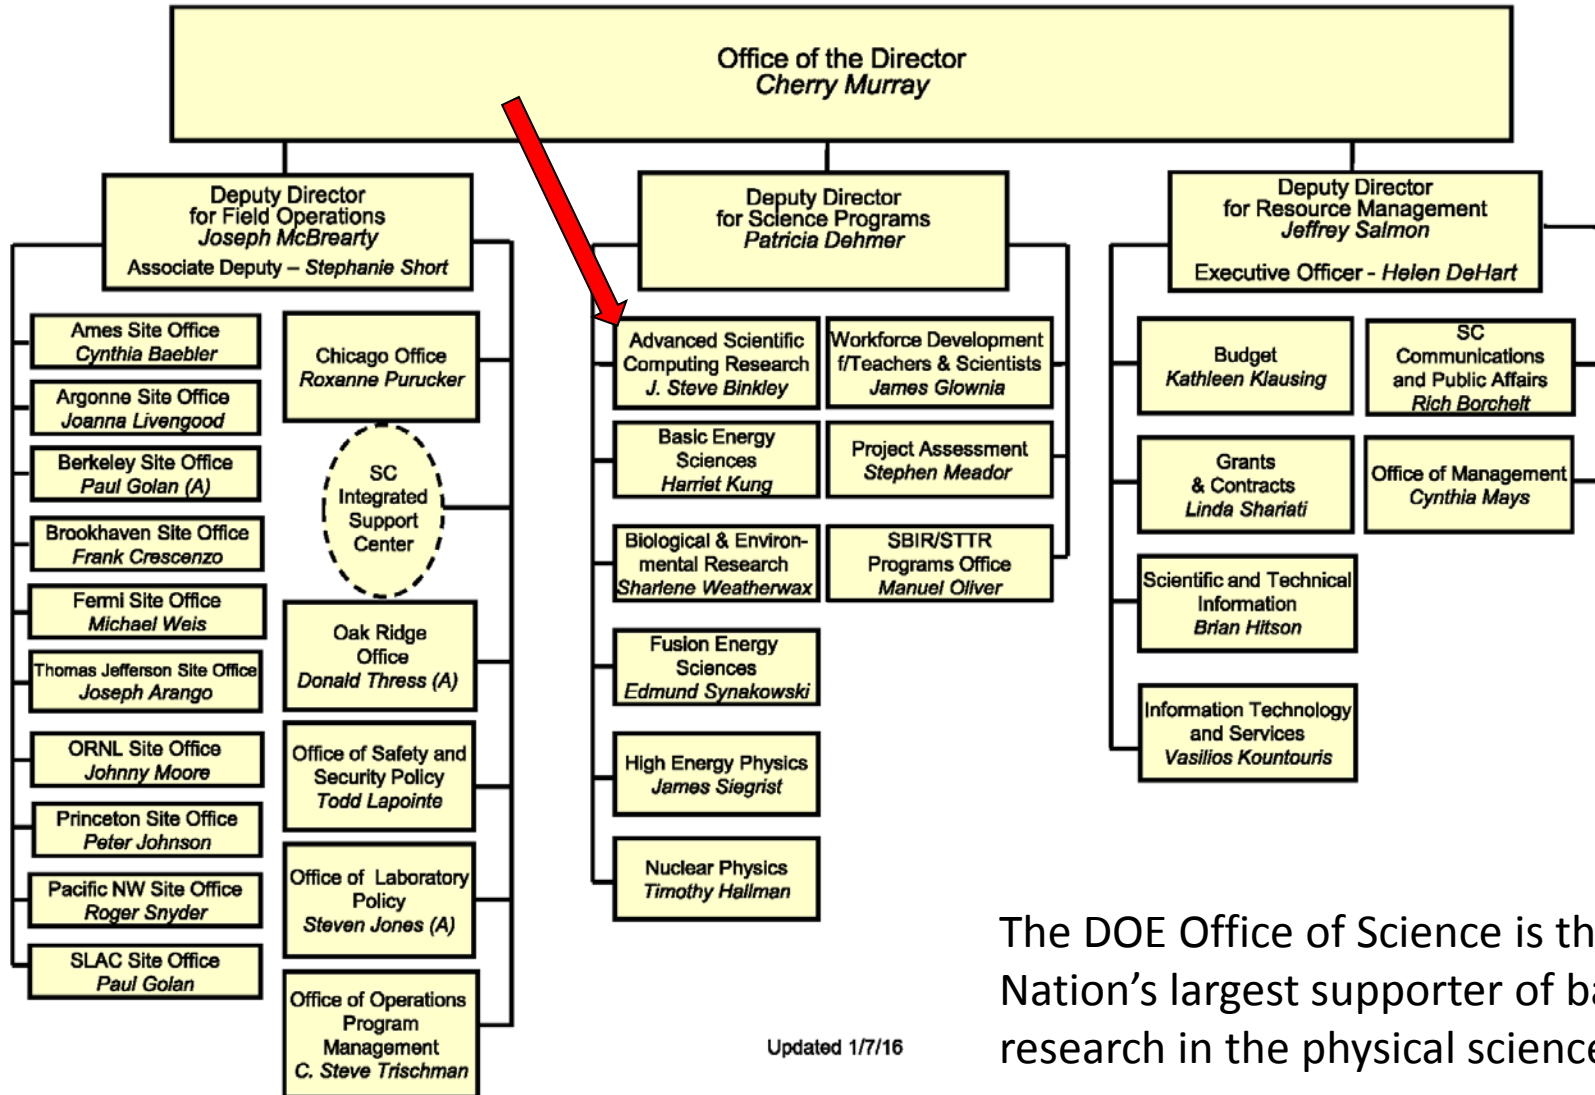 Office of the Director
Cherry Murray
Deputy Director
for Field Operations
Joseph McBrearty
Associate Deputy – Stephanie Short
Ames Site Office
Cynthia Baebler
Argonne Site Office
Joanna Livengood
Berkeley Site Office
Paul Golan (A)
Brookhaven Site Office
Frank Crescenzo
Fermi Site Office
Michael Weis
Thomas Jefferson Site Office
Joseph Arango
ORNL Site Office
Johnny Moore
Princeton Site Office
Peter Johnson
Pacific NW Site Office
Roger Snyder
SLAC Site Office
Paul Golan
Chicago Office
Roxanne Purucker
SC
Integrated
Support
Center
Oak Ridge
Office
Donald Thress (A)
Office of Safety and
Security Policy
Todd Lapointe
Office of Laboratory
Policy
Steven Jones (A)
Office of Operations
Program
Management
C. Steve Trischman
Deputy Director
for Science Programs
Patricia Dehmer
Advanced Scientific
Computing Research
J. Steve Binkley
Basic Energy
Sciences
Harriet Kung
Biological & Environ-
mental Research
Sharlene Weatherwax
Fusion Energy
Sciences
Edmund Synakowski
High Energy Physics
James Siegrist
Nuclear Physics
Timothy Hallman
Workforce Development
f/Teachers & Scientists
James Glownia
Project Assessment
Stephen Meador
SBIR/STTR
Programs Office
Manuel Oliver
Deputy Director
for Resource Management
Jeffrey Salmon
Executive Officer - Helen DeHart
Budget
Kathleen Klausing
Grants
& Contracts
Linda Shariati
Scientific and Technical
Information
Brian Hitson
Information Technology
and Services
Vasilios Kountouris
SC
Communications
and Public Affairs
Rich Borchelt
Office of Management
Cynthia Mays
Updated 1/7/16
The DOE Office of Science is
Nation's largest supporter of
research in the physical